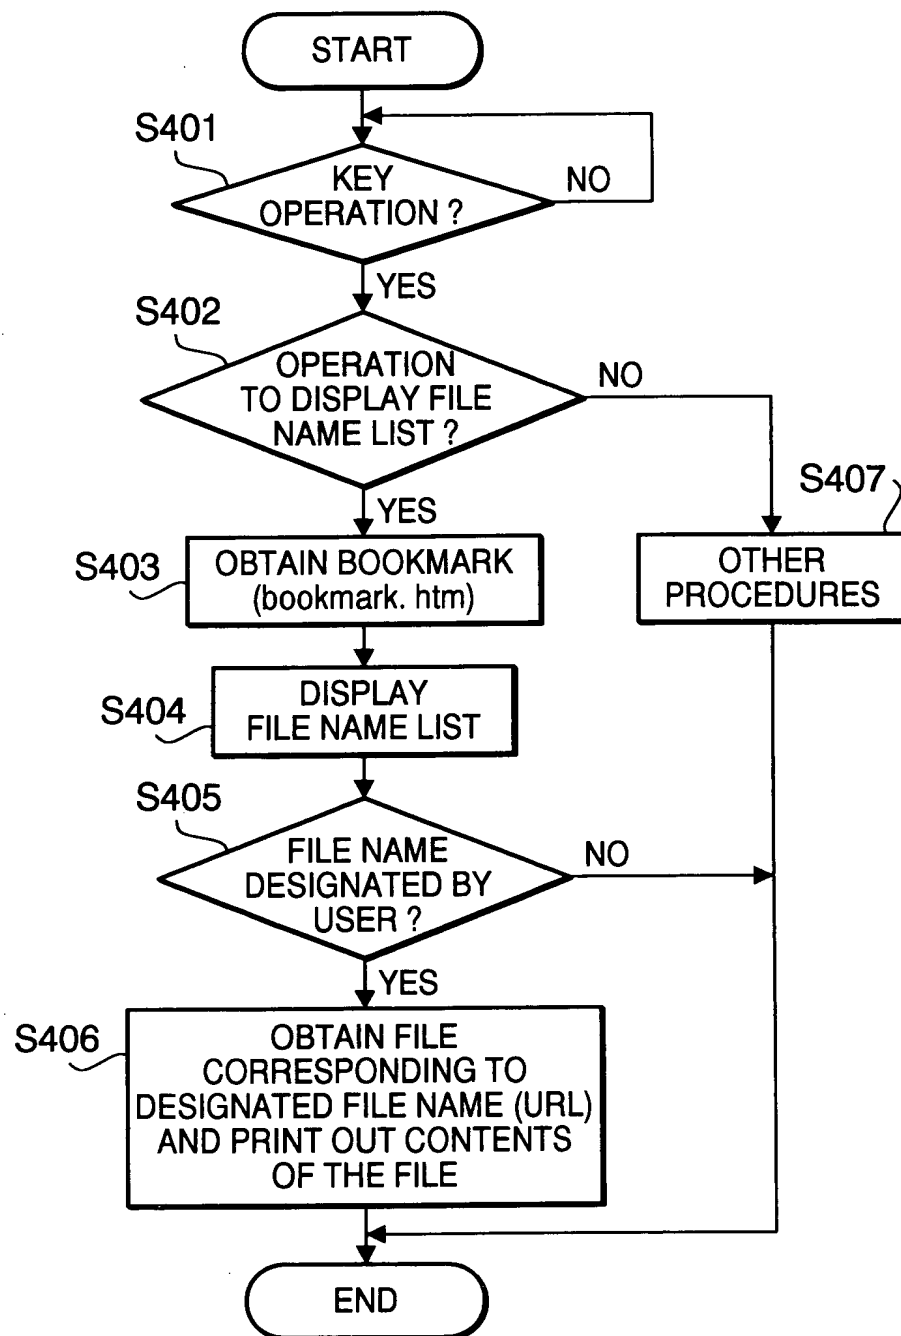 START
S401
KEY
OPERATION ?
NO
YES
S402
OPERATION
TO DISPLAY FILE
NAME LIST ?
NO
YES
S407
S403
OBTAIN BOOKMARK
(bookmark. htm)
OTHER
PROCEDURES
S404
DISPLAY
FILE NAME LIST
S405
FILE NAME
DESIGNATED BY
USER ?
NO
YES
S406
OBTAIN FILE
CORRESPONDING TO
DESIGNATED FILE NAME (URL)
AND PRINT OUT CONTENTS
OF THE FILE
END